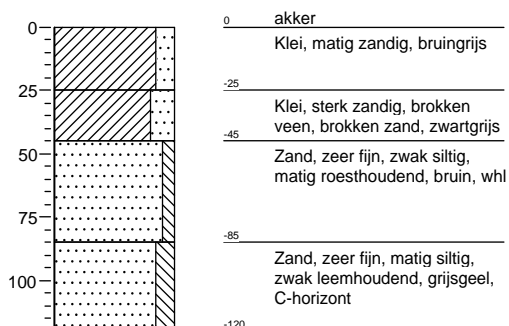 0
25
50
75
100
0
akker
Klei, matig zandig, bruingrijs
-25
Klei, sterk zandig, brokken
veen, brokken zand, zwartgrijs
-45
Zand, zeer fijn, zwak siltig,
matig roesthoudend, bruin, whl
-85
Zand, zeer fijn, matig siltig,
zwak leemhoudend, grijsgeel,
C-horizont
-120